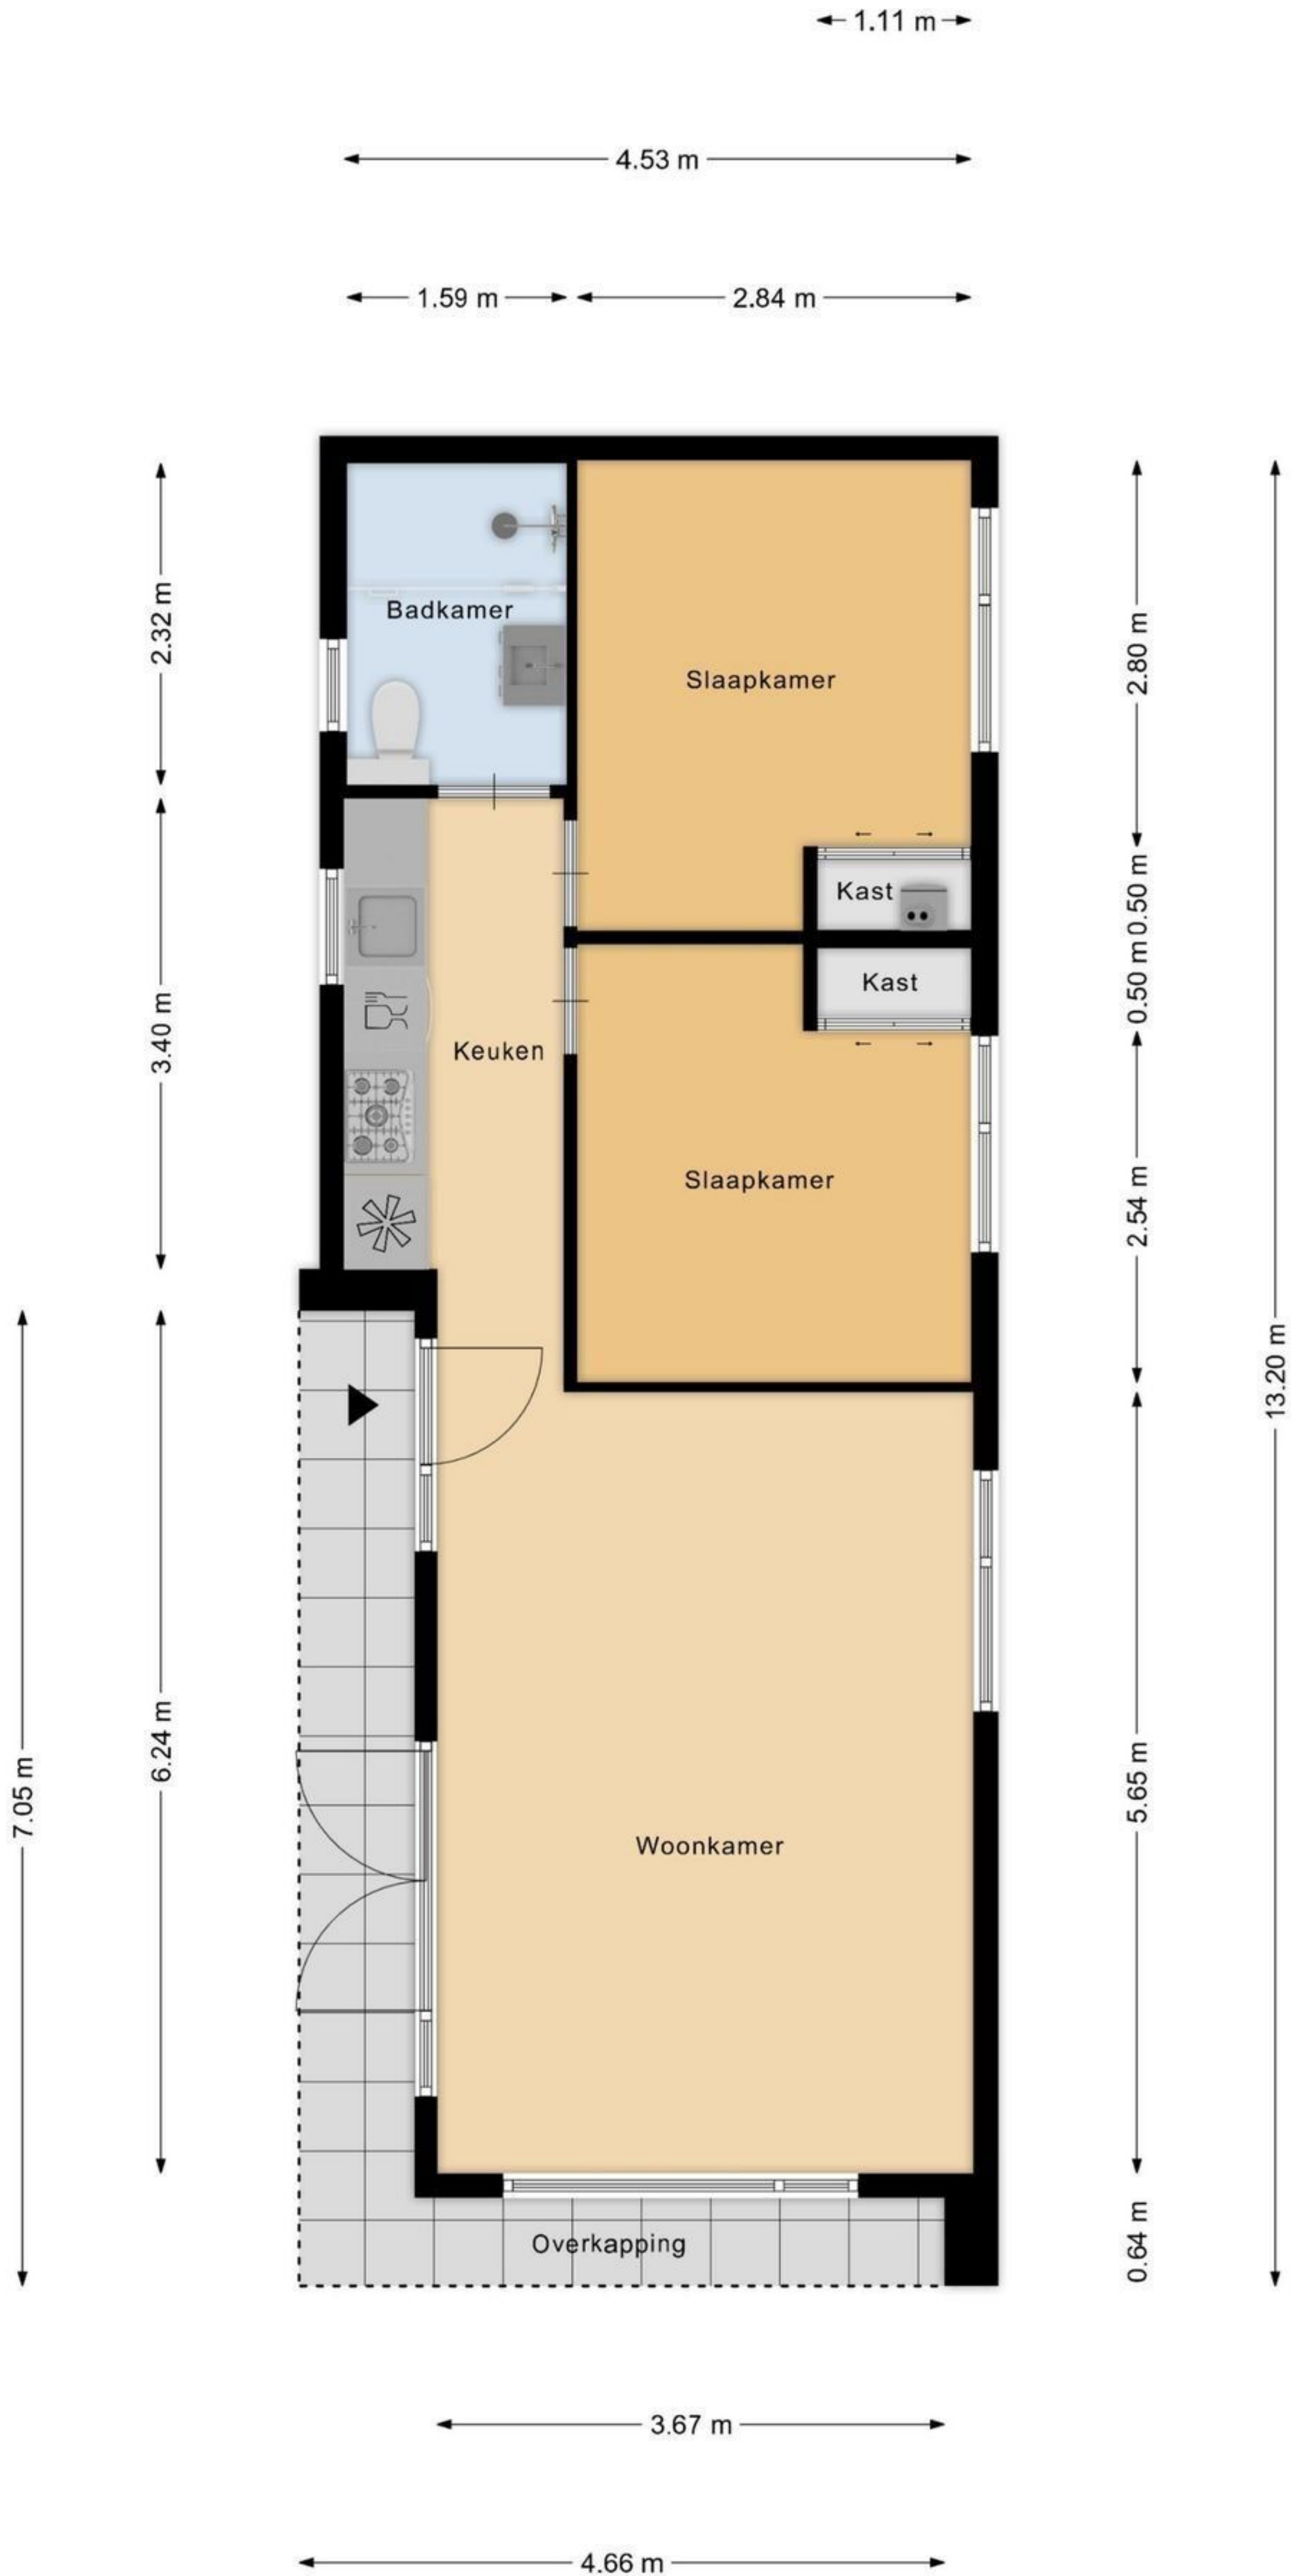 1.11 m
4.53 m
1.59 m
2.84 m
2.32 m
Badkamer
Slaapkamer
2.80 m
Kast
0.50 m
Kast
0.50 m
3.40 m
Keuken
Slaapkamer
2.54 m
13.20 m
7.05 m
6.24 m
Woonkamer
5.65 m
Overkapping
0.64 m
3.67 m
4.66 m